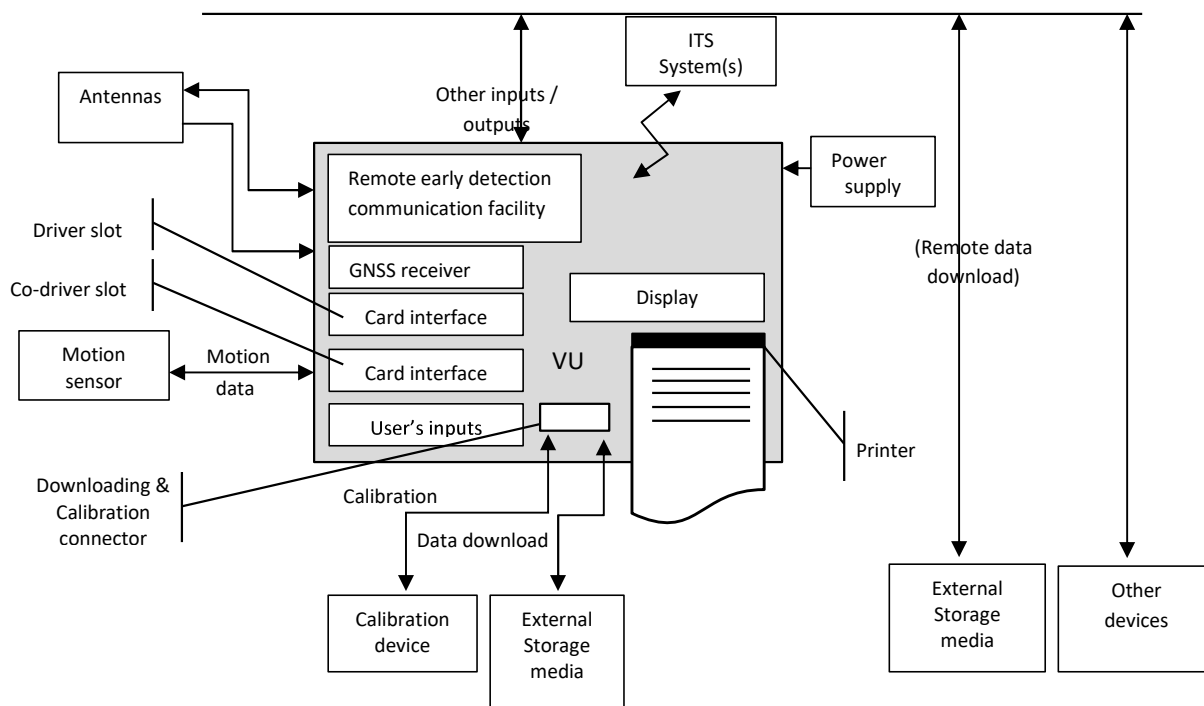 ITS
System(s)
Antennas
Other inputs /
outputs
Power
supply
Remote early detection
communication facility
Driver slot
GNSS receiver
(Remote data
download)
Co-driver slot
Card interface
Display
Motion
sensor
Motion
data
Card interface
VU
User’s inputs
Printer
Downloading &
Calibration
connector
Calibration
Data download
Calibration
device
External
Storage
media
External
Storage
media
Other
devices